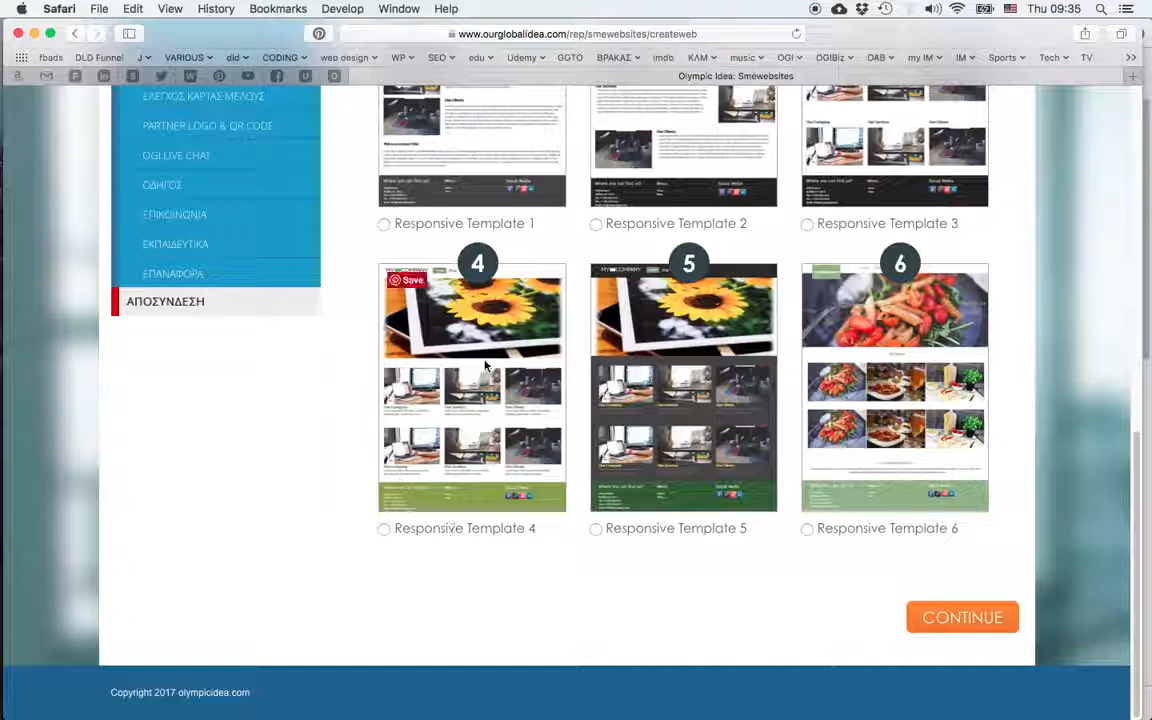 Safari File Edit View History Bookmarks Develop Window Help Thu 09:35
www.ourglobalidea.com/rep/smewebsites/createweb
fbads DLD Funnel J VARIOUS dld CODING web design WP SEO edu Udemy GGTO ΒΡΑΚΑΣ imdb KAM music OGI OGIBiz OAB my IM IM Sports Tech TV
Olympic Idea: Smewebsites
ΕΛΕΓΧΟΣ ΚΑΡΤΑΣ ΜΕΛΟΥΣ
PARTNER LOGO & QR CODE
OGI LIVE CHAT
ΟΔΗΓΟΣ
ΕΠΙΚΟΙΝΩΝΙΑ
ΕΚΠΑΙΔΕΥΤΙΚΑ
ΕΠΑΝΑΦΟΡΑ
ΑΠΟΣΥΝΔΕΣΗ
Responsive Template 1
Responsive Template 2
Responsive Template 3
4
5
6
Save
Responsive Template 4
Responsive Template 5
Responsive Template 6
CONTINUE
Copyright 2017 olympicidea.com